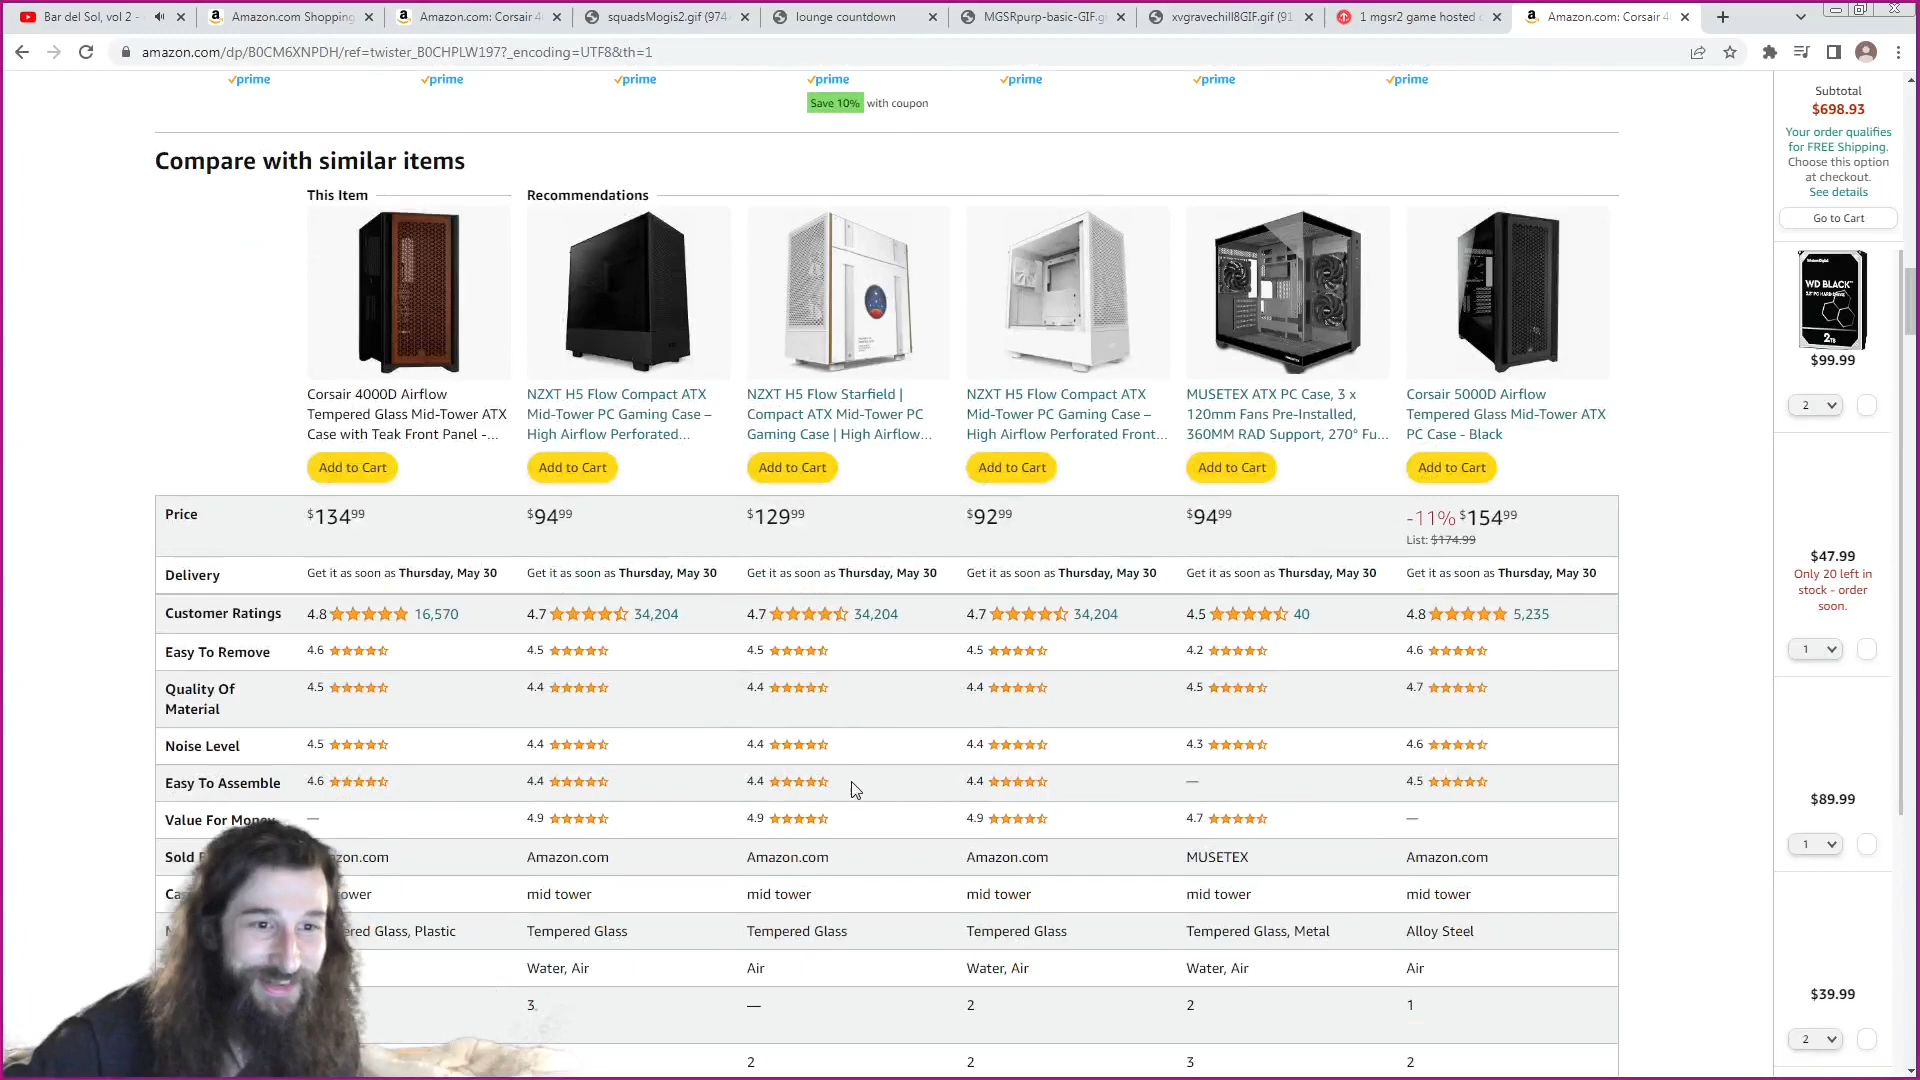 Bar del Sol, vol 2 -
Amazon.com Shopping
Amazon.com: Corsair 4
squadsMogis2.gif (974
lounge countdown
MGSRpurp-basic-GIF.g
xvgravechill8GIF.gif (91
1 mgsr2 game hosted
Amazon.com: Corsair 4
amazon.com/dp/B0CM6XNPDH/ref=twister_B0CHPLW197?_encoding=UTF8&th=1
prime prime prime prime prime prime prime
Save 10% with coupon
Compare with similar items
This Item
Recommendations
Corsair 4000D Airflow
Tempered Glass Mid-Tower ATX
Case with Teak Front Panel -...
Add to Cart
NZXT H5 Flow Compact ATX
Mid-Tower PC Gaming Case –
High Airflow Perforated...
Add to Cart
NZXT H5 Flow Starfield |
Compact ATX Mid-Tower PC
Gaming Case | High Airflow...
Add to Cart
NZXT H5 Flow Compact ATX
Mid-Tower PC Gaming Case –
High Airflow Perforated Front...
Add to Cart
MUSETEX ATX PC Case, 3 x
120mm Fans Pre-Installed,
360MM RAD Support, 270° Fu...
Add to Cart
Corsair 5000D Airflow
Tempered Glass Mid-Tower ATX
PC Case - Black
Add to Cart
Price $134.99 $94.99 $129.99 $92.99 $94.99 -11% $154.99
List: $174.99
Delivery Get it as soon as Thursday, May 30 Get it as soon as Thursday, May 30 Get it as soon as Thursday, May 30 Get it as soon as Thursday, May 30 Get it as soon as Thursday, May 30 Get it as soon as Thursday, May 30
Customer Ratings 4.8 16,570 4.7 34,204 4.7 34,204 4.7 34,204 4.5 40 4.8 5,235
Easy To Remove 4.6 4.5 4.5 4.5 4.2 4.6
Quality Of
Material 4.5 4.4 4.4 4.4 4.5 4.7
Noise Level 4.5 4.4 4.4 4.4 4.3 4.6
Easy To Assemble 4.6 4.4 4.4 4.4 — 4.5
Value For Money — 4.9 4.9 4.9 4.7 —
Sold zon.com Amazon.com Amazon.com Amazon.com MUSETEX Amazon.com
Ca tower mid tower mid tower mid tower mid tower mid tower
ered Glass, Plastic Tempered Glass Tempered Glass Tempered Glass Tempered Glass, Metal Alloy Steel
Water, Air Air Water, Air Water, Air Air
3 — 2 2 1
2 2 3 2
Subtotal
$698.93
Your order qualifies
for FREE Shipping.
Choose this option
at checkout.
See details
Go to Cart
WD BLACK
2TB
$99.99
2
$47.99
Only 20 left in
stock - order
soon.
1
$89.99
1
$39.99
2